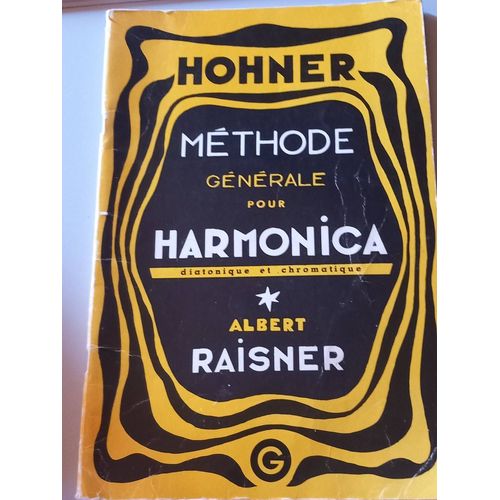 HOHNER
MÉTHODE
GÉNÉRALE
POUR
HARMONiCA
diatonique et chromatique
ALBERT
RAiSNER
G